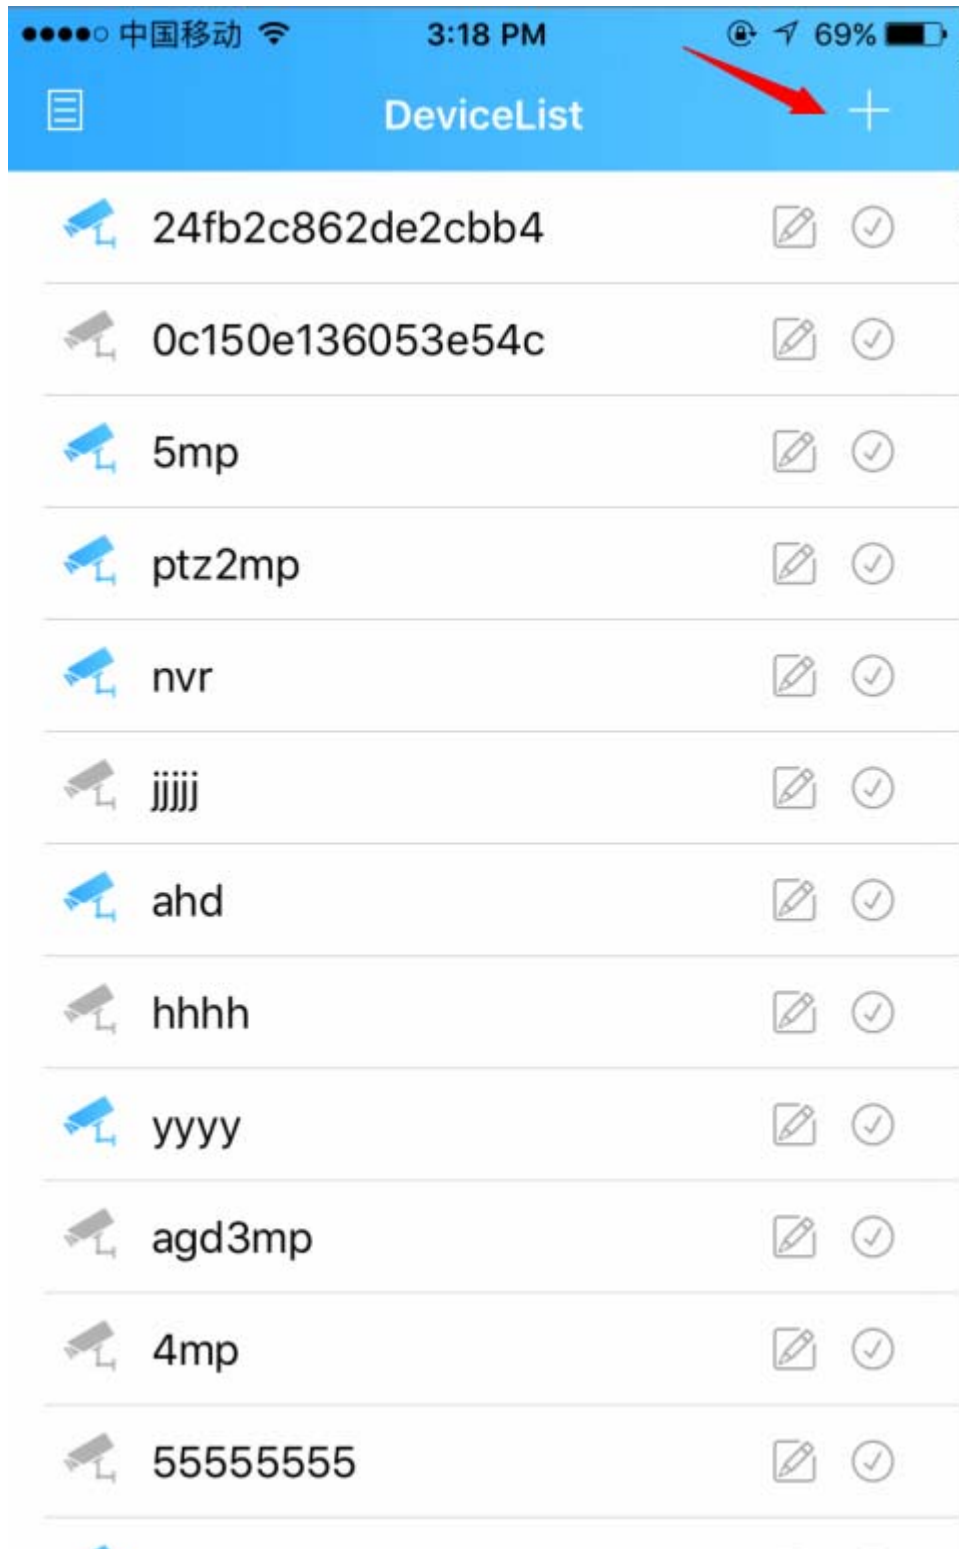 中国移动 3:18 PM 69%
DeviceList
24fb2c862de2cbb4
0c150e136053e54c
5mp
ptz2mp
nvr
jjjjj
ahd
hhhh
yyyy
agd3mp
4mp
55555555